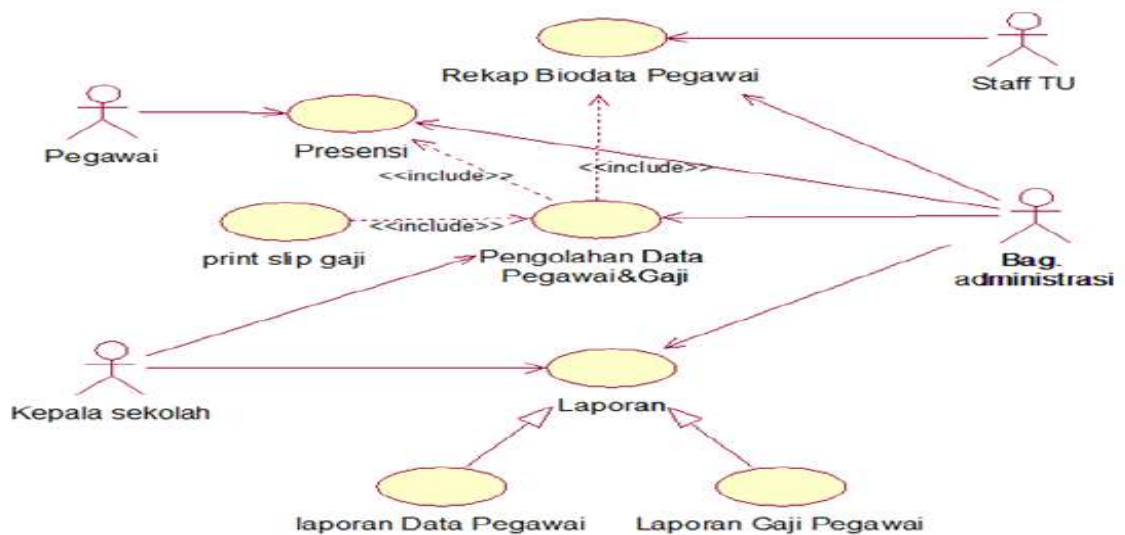 Rekap Biodata Pegawai
Staff TU
Pegawai
Presensi
<<include>>
<<include>>
<<include>>
print slip gaji
Pengolahan Data
Pegawai&Gaji
Bag.
administrasi
Kepala sekolah
Laporan
laporan Data Pegawai
Laporan Gaji Pegawai